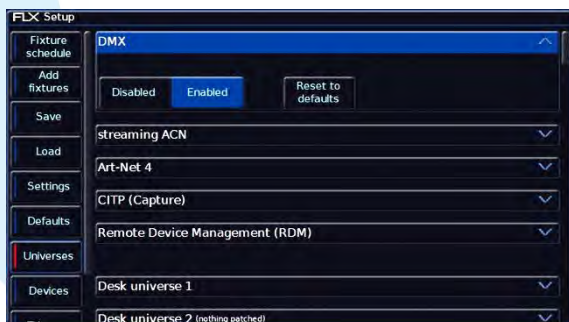 FLX Setup
Fixture
schedule
Add
fixtures
Save
Load
Settings
Defaults
Universes
Devices
DMX
Disabled
Enabled
Reset to
defaults
streaming ACN
Art-Net 4
CITP (Capture)
Remote Device Management (RDM)
Desk universe 1
Desk universe 2 (nothing patched)